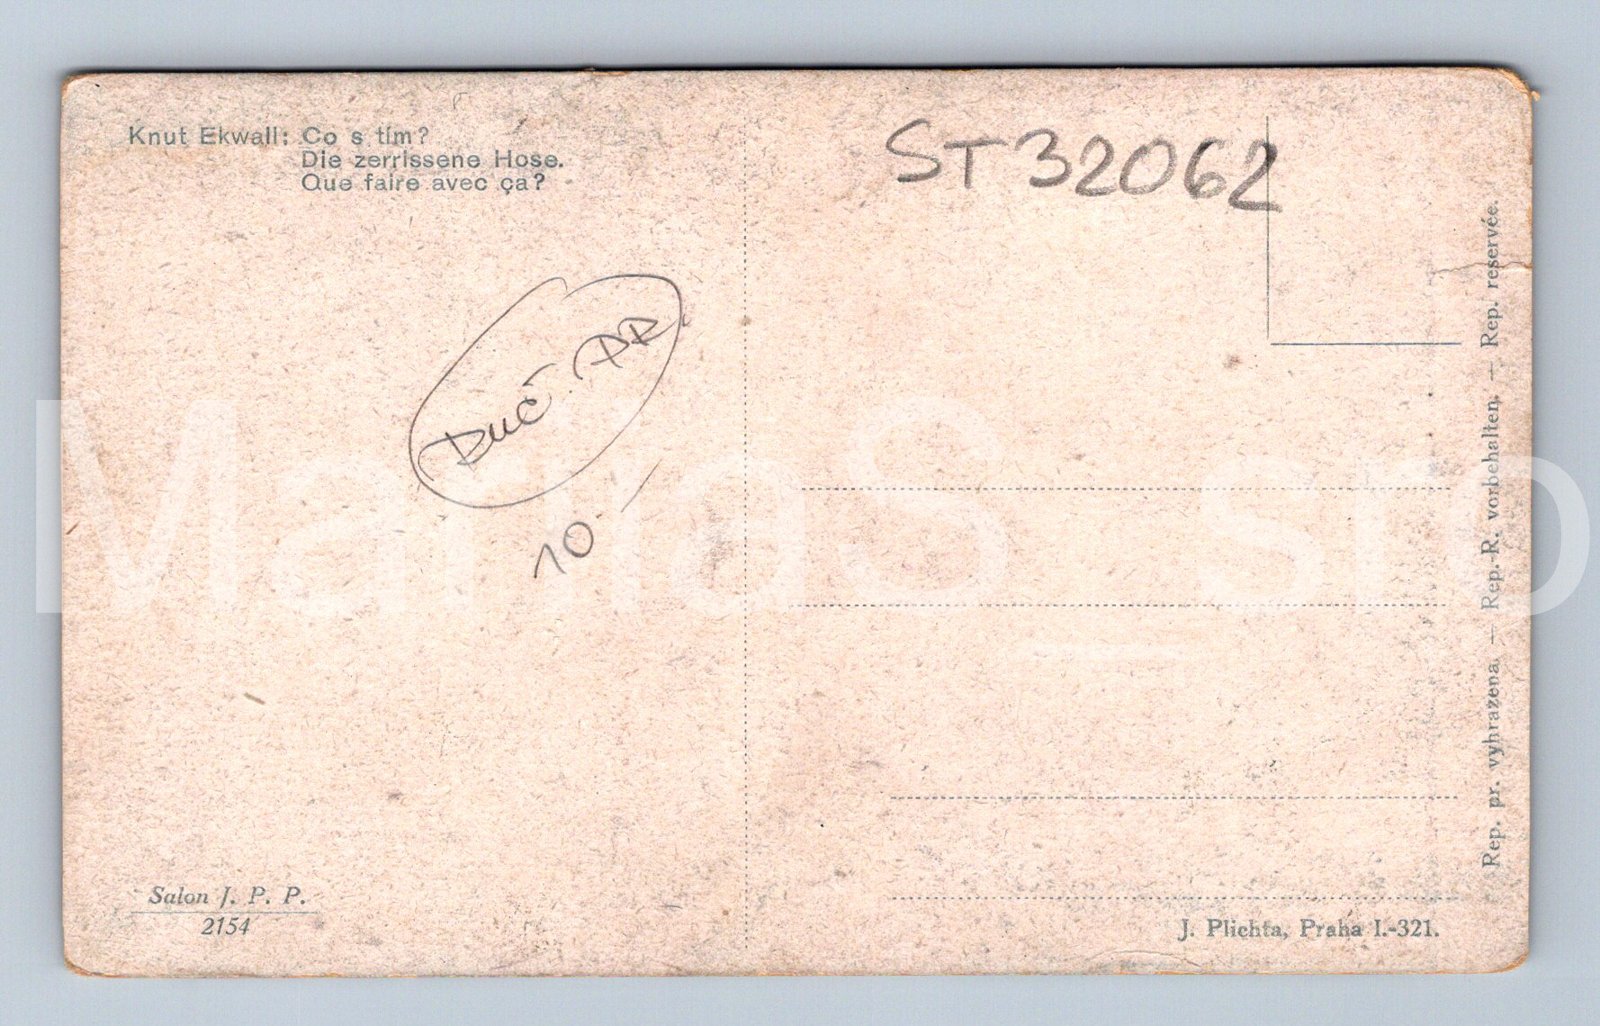 Knut Ekwall: Co s tím?
Die zerrissene Hose.
Que faire avec ça?
ST32062
10.-
Salon J. P. P.
2154
J. Plichta, Praha I.-321.
Rep. pr. vyhrazena. — Rep.-R. vorbehalten. — Rep. reservée.